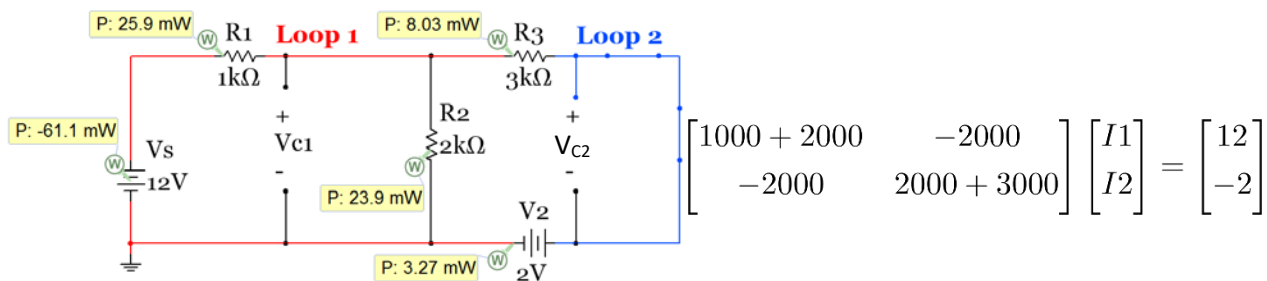 P: 25.9 mW
W
R1
Loop 1
P: 8.03 mW
W
R3
Loop 2
1kΩ
3kΩ
P: -61.1 mW
W
Vs
12V
+
Vc1
-
R2
2kΩ
W
P: 23.9 mW
+
VC2
-
V2
2V
P: 3.27 mW
W
[1000 + 2000 −2000] [I1] = [12]
[−2000 2000 + 3000] [I2] [−2]